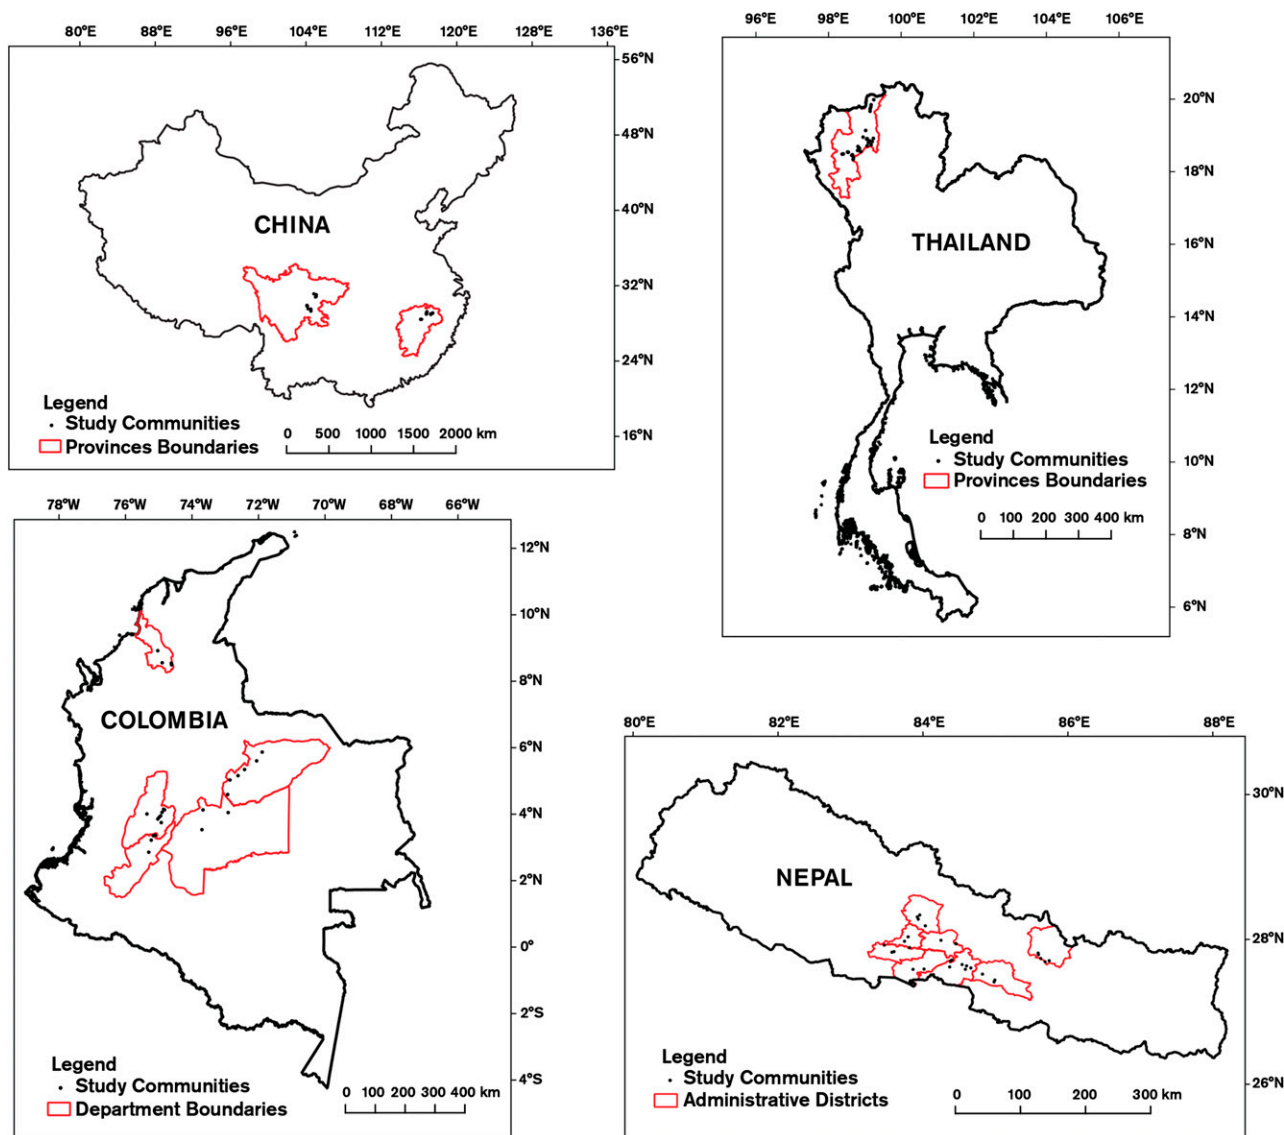 80°E 88°E 96°E 104°E 112°E 120°E 128°E 136°E
56°N
48°N
40°N
32°N
24°N
16°N
CHINA
Legend
Study Communities
Provinces Boundaries
0 500 1000 1500 2000 km
96°E 98°E 100°E 102°E 104°E 106°E
20°N
18°N
16°N
14°N
12°N
10°N
8°N
6°N
THAILAND
Legend
Study Communities
Provinces Boundaries
0 100 200 300 400 km
78°W 76°W 74°W 72°W 70°W 66°W
12°N
10°N
8°N
6°N
4°N
2°N
0°
2°S
4°S
COLOMBIA
Legend
Study Communities
Department Boundaries
0 100 200 300 400 km
80°E 82°E 84°E 86°E 88°E
30°N
28°N
26°N
NEPAL
Legend
Study Communities
Administrative Districts
0 100 200 300 km